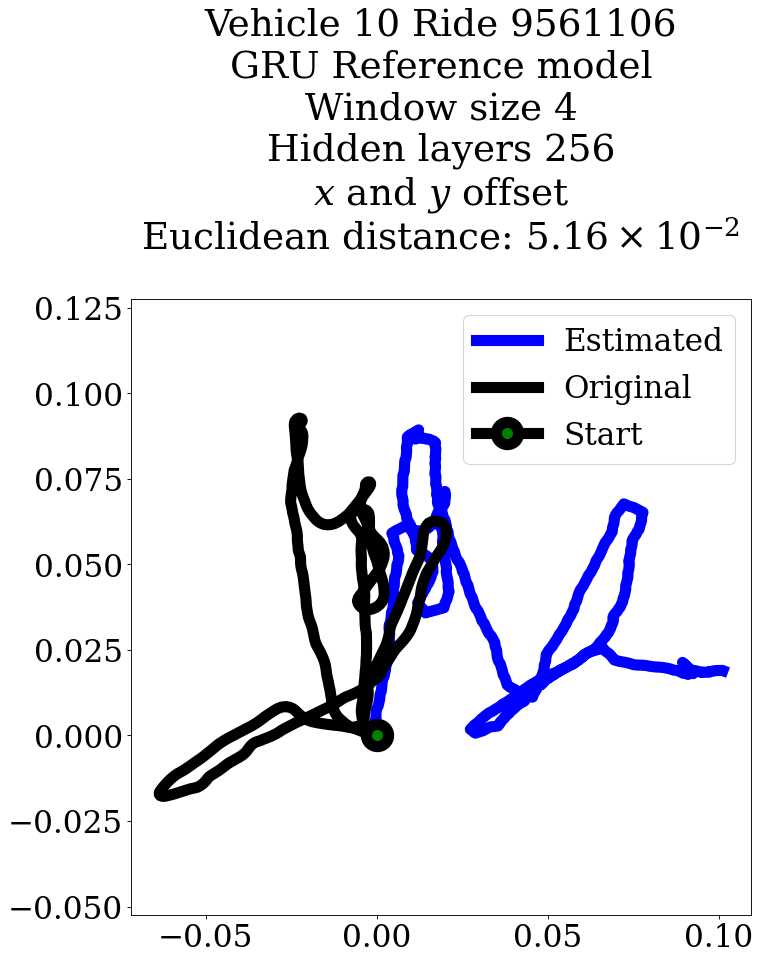 Vehicle 10 Ride 9561106
GRU Reference model
Window size 4
Hidden layers 256
x and y offset
Euclidean distance: 5.16 × 10⁻²
0.125
0.100
0.075
0.050
0.025
0.000
−0.025
−0.050
Estimated
Original
Start
−0.05
0.00
0.05
0.10